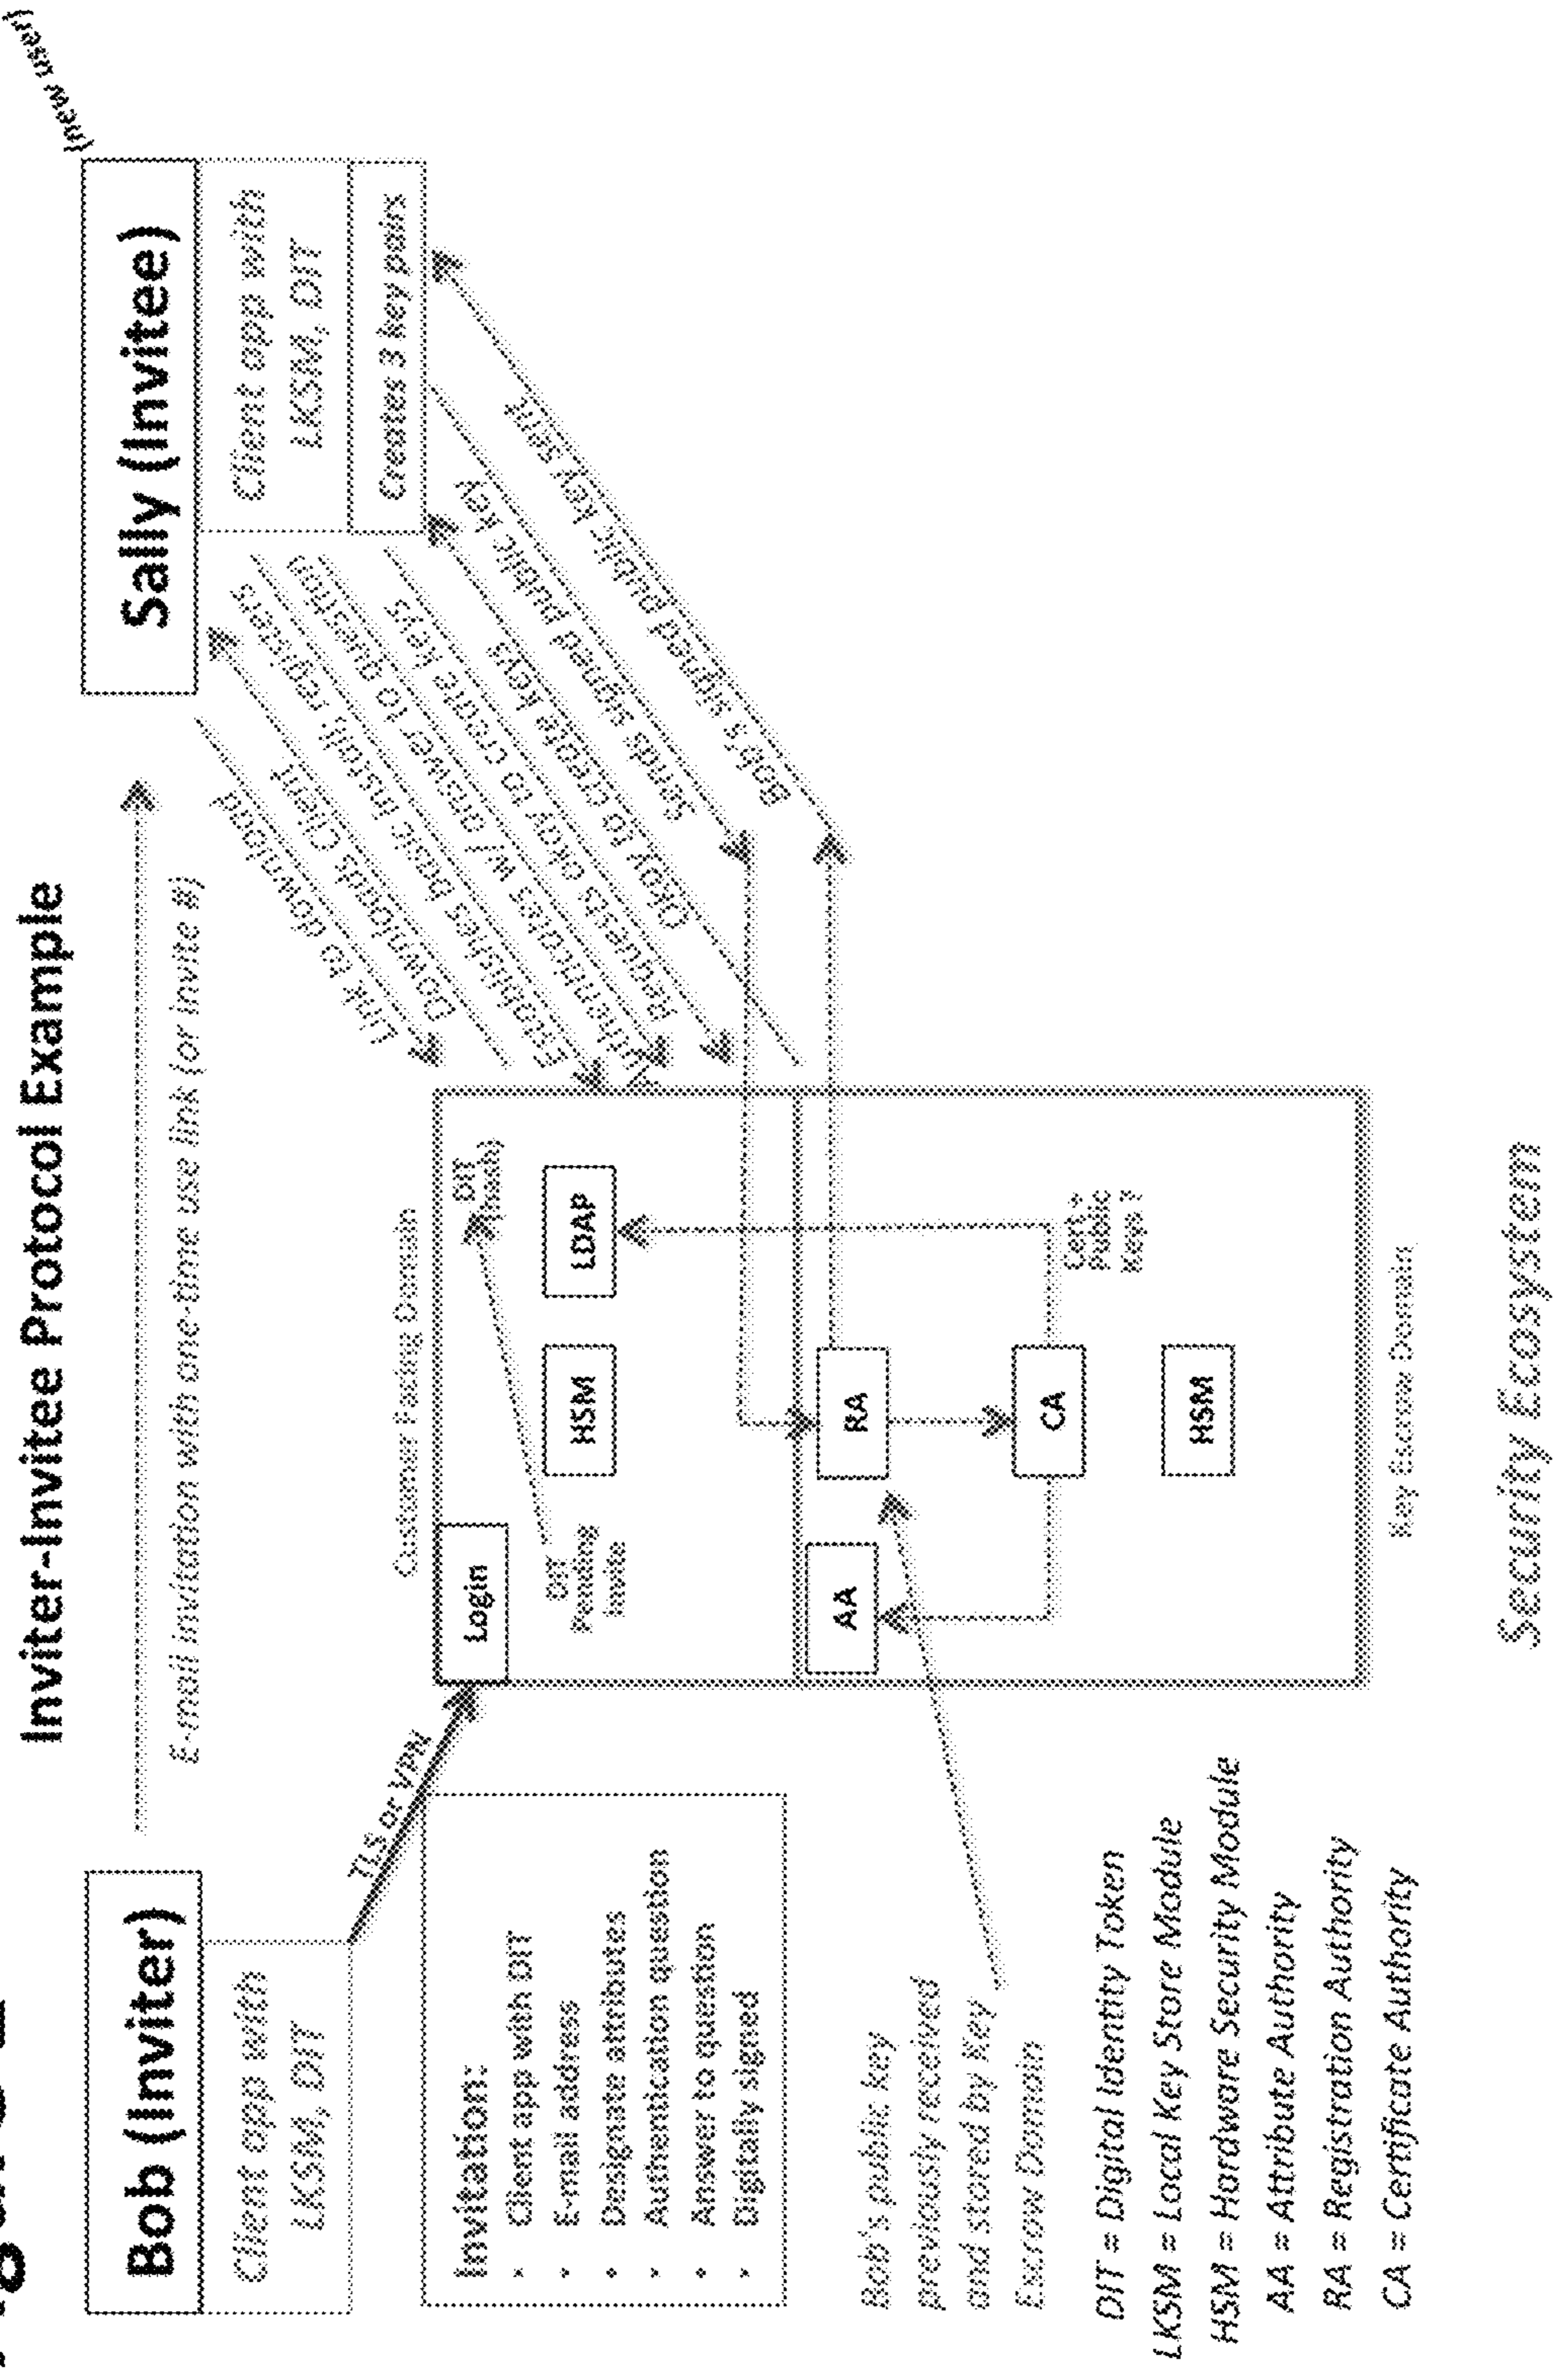 Inviter-Invitee Protocol Example
Bob (Inviter)
Client app with
LKSM, DIT
E-mail invitation with one-time use link (or invite #)
Sally (Invitee)
(new user)
Client app with
LKSM, DIT
Creates 3 key pairs
TLS or VPN
Invitation:
• Client app with DIT
• E-mail address
• Designate attributes
• Authentication question
• Answer to question
• Digitally signed
Customer Facing Domain
Login
DIT
Pending
Invite
HSM
DIT
LDAP
Link to download
Downloads Client
Establishes basic install, registers
Authenticates w/ answer to question
Requests okay to create keys
Okay to create keys
Sends signed public key
Bob's signed public key sent
AA
RA
CA
HSM
Cert +
Public
Keys ?
Key Escrow Domain
Bob's public key
previously received
and stored by Key
Escrow Domain
DIT = Digital Identity Token
LKSM = Local Key Store Module
HSM = Hardware Security Module
AA = Attribute Authority
RA = Registration Authority
CA = Certificate Authority
Security Ecosystem